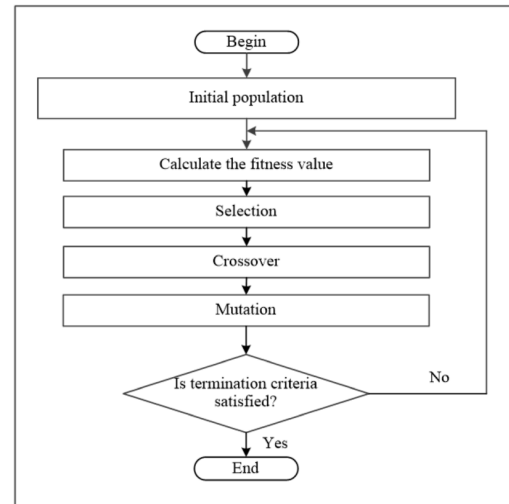 Begin
Initial population
Calculate the fitness value
Selection
Crossover
Mutation
Is termination criteria
satisfied?
No
Yes
End